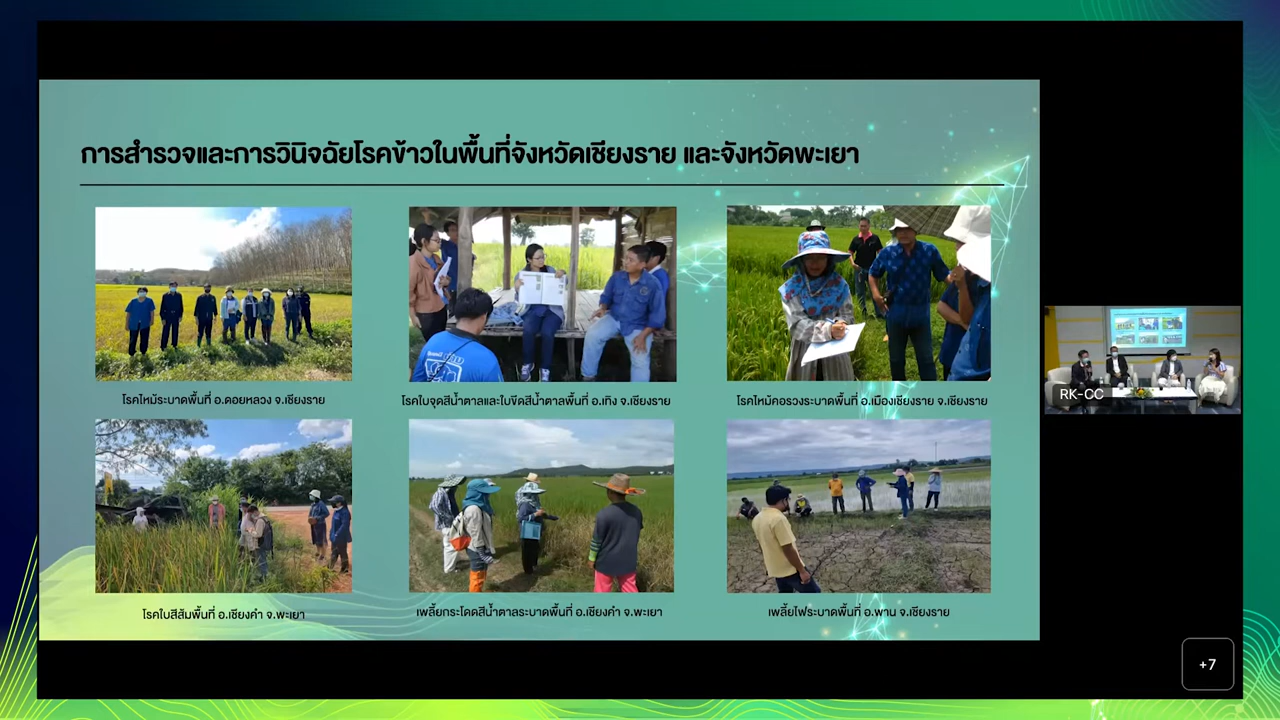 การสำรวจและการวินิจฉัยโรคข้าวในพื้นที่จังหวัดเชียงราย และจังหวัดพะเยา
โรคไหม้ระบาดพื้นที่ อ.ดอยหลวง จ.เชียงราย
โรคใบจุดสีน้ำตาลและใบขีดสีน้ำตาลพื้นที่ อ.เทิง จ.เชียงราย
โรคไหม้คอรวงระบาดพื้นที่ อ.เมืองเชียงราย จ.เชียงราย
RK-CC
โรคใบสีส้มพื้นที่ อ.เชียงคำ จ.พะเยา
เพลี้ยกระโดดสีน้ำตาลระบาดพื้นที่ อ.เชียงคำ จ.พะเยา
เพลี้ยไฟระบาดพื้นที่ อ.พาน จ.เชียงราย
+7